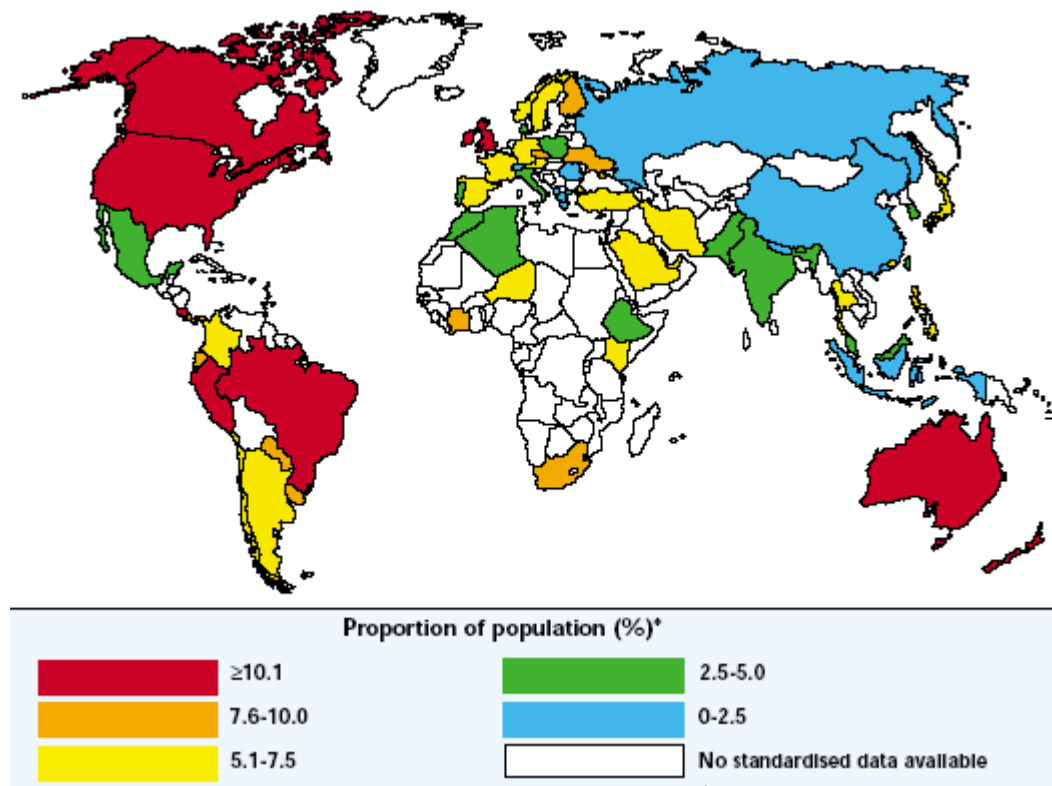 Proportion of population (%)*
≥10.1
2.5-5.0
7.6-10.0
0-2.5
5.1-7.5
No standardised data available